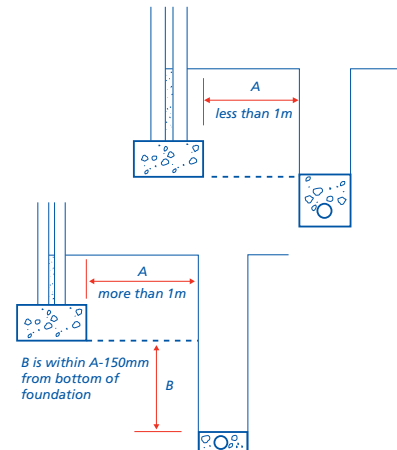 A
less than 1m
A
more than 1m
B is within A-150mm
from bottom of
foundation
B